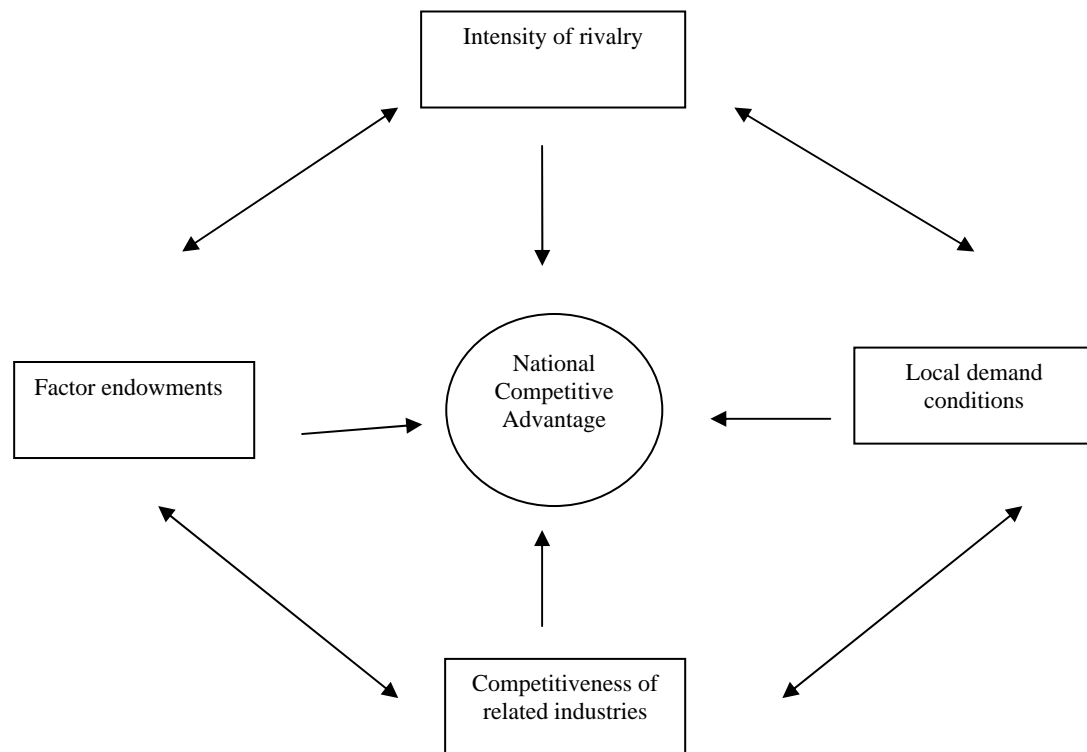 Intensity of rivalry
National
Competitive
Advantage
Factor endowments
Local demand
conditions
Competitiveness of
related industries